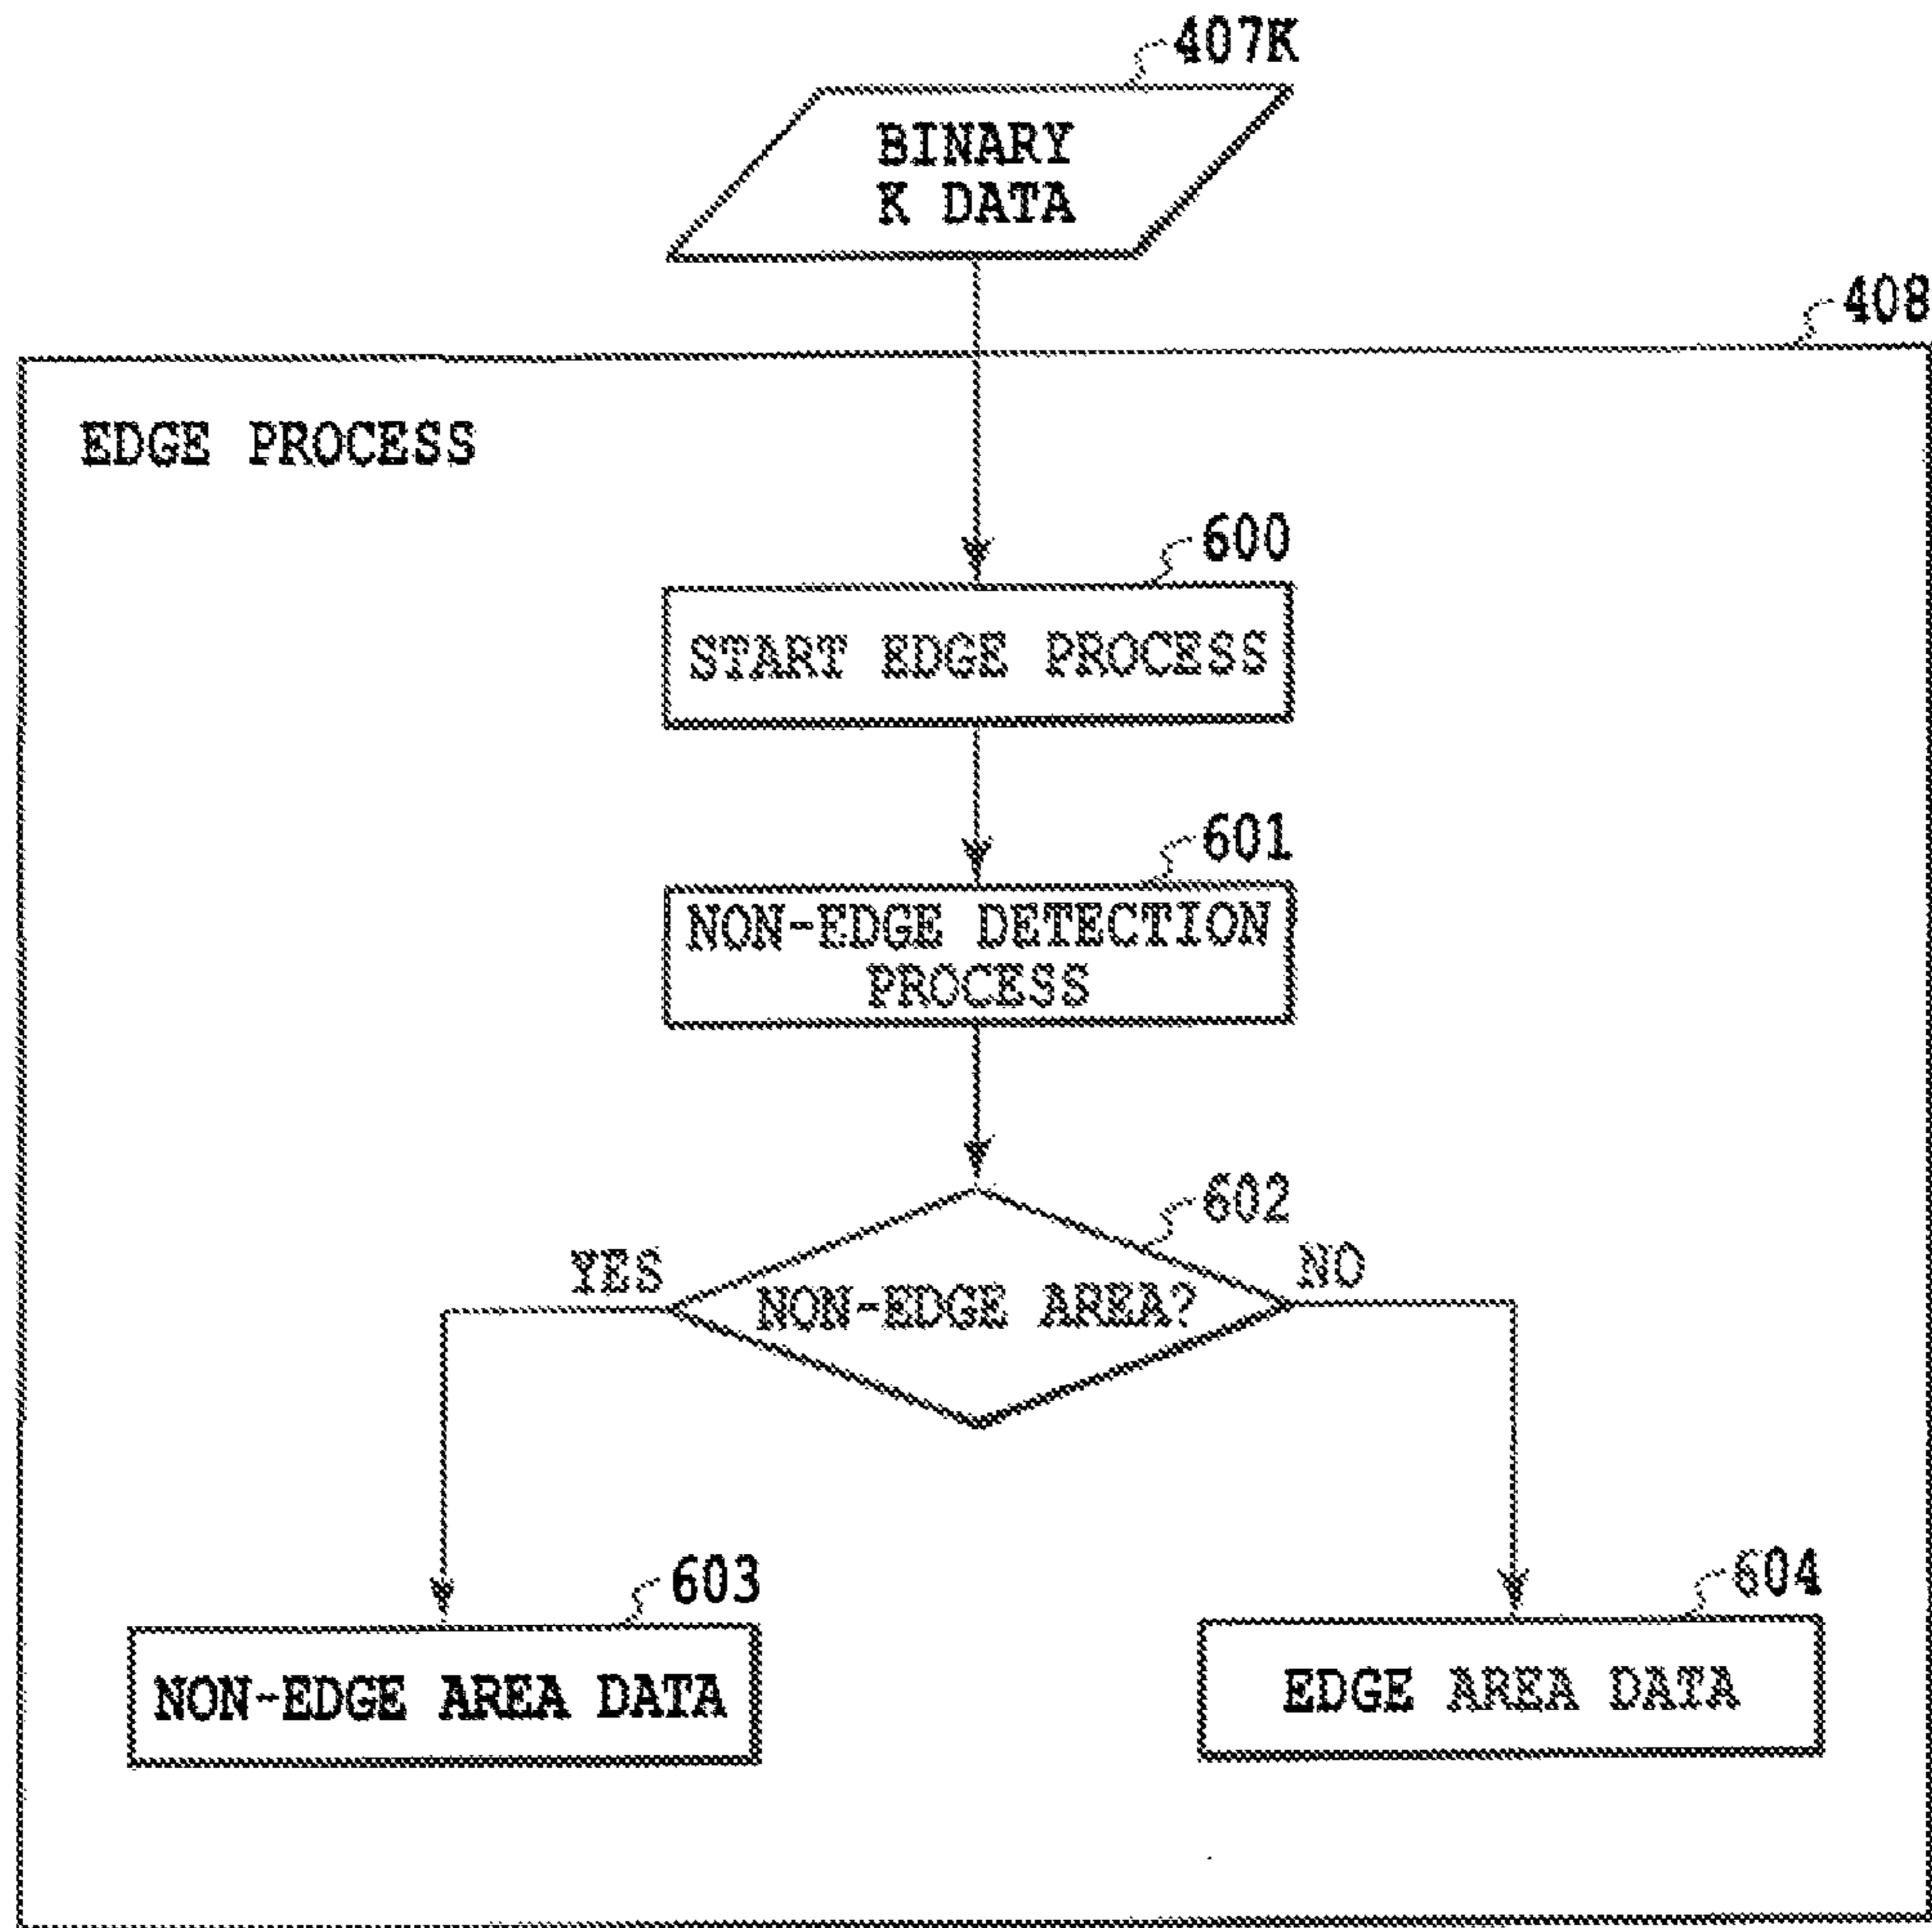 407K
BINARY
K DATA
408
EDGE PROCESS
600
START EDGE PROCESS
601
NON-EDGE DETECTION
PROCESS
602
YES
NON-EDGE AREA?
NO
603
604
NON-EDGE AREA DATA
EDGE AREA DATA